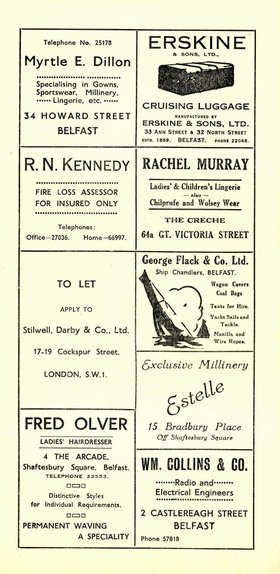 Telephone No. 25178
Myrtle E. Dillon
Specialising in Gowns,
Sportswear, Millinery,
Lingerie, etc.
34 HOWARD STREET
BELFAST
ERSKINE
& SONS, LTD.,
CRUISING LUGGAGE
MANUFACTURED BY
ERSKINE & SONS, LTD.
33 ANN STREET & 32 NORTH STREET
ESTD. 1869. BELFAST. PHONE 22048.
R. N. KENNEDY
FIRE LOSS ASSESSOR
FOR INSURED ONLY
Telephones:
Office—27036. Home—66997.
RACHEL MURRAY
Ladies' & Children's Lingerie
— also —
Chilprufe and Wolsey Wear
THE CRECHE
64a GT. VICTORIA STREET
TO LET
APPLY TO
Stilwell, Darby & Co., Ltd.
17-19 Cockspur Street,
LONDON, S.W.1.
George Flack & Co. Ltd.
Ship Chandlers, BELFAST.
Wagon Covers
Coal Bags
Tents for Hire.
Yacht Sails and
Tackle.
Manilla and
Wire Ropes.
Exclusive Millinery
Estelle
15 Bradbury Place
Off Shaftesbury Square
FRED OLVER
LADIES' HAIRDRESSER
4 THE ARCADE,
Shaftesbury Square, Belfast.
TELEPHONE 23553.
Distinctive Styles
for Individual Requirements.
PERMANENT WAVING
A SPECIALITY
WM. COLLINS & CO.
Radio and
Electrical Engineers
2 CASTLEREAGH STREET
BELFAST
Phone 57818